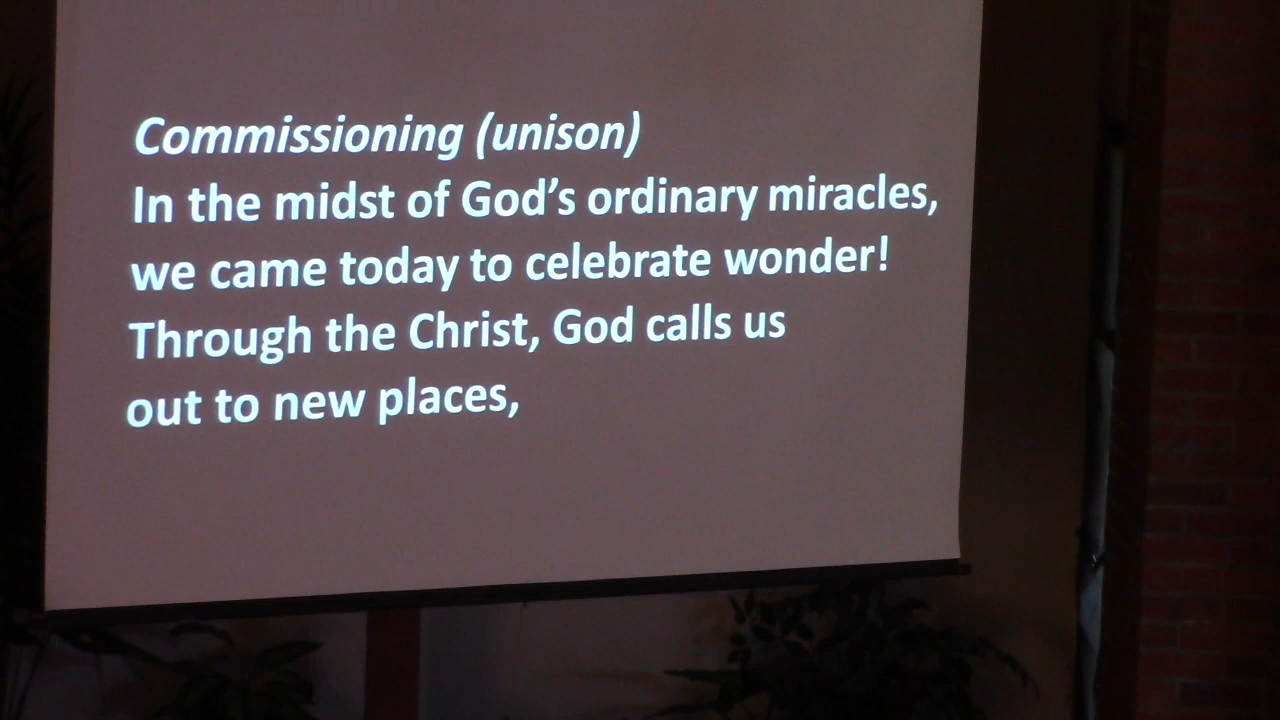 Commissioning (unison)
In the midst of God’s ordinary miracles,
we came today to celebrate wonder!
Through the Christ, God calls us
out to new places,